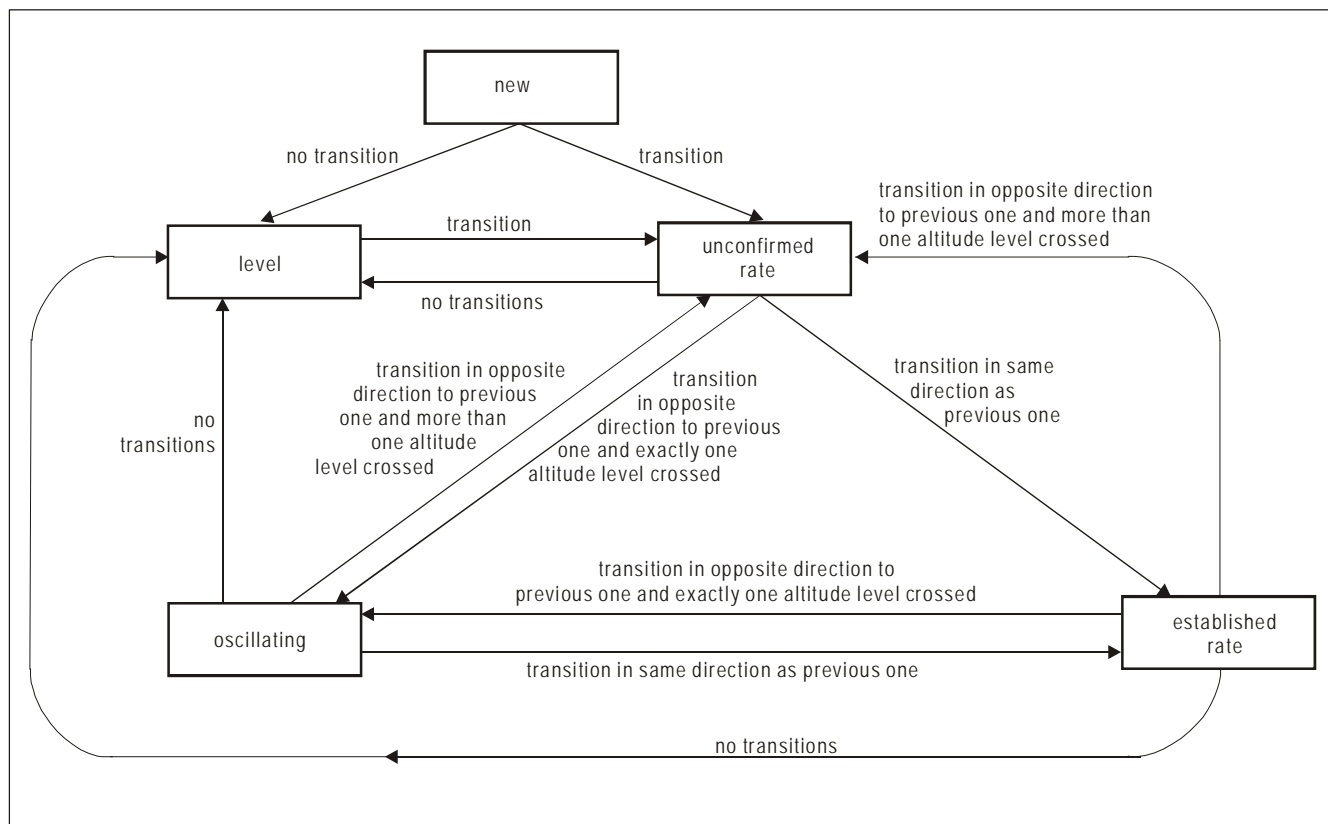 new
no transition
transition
transition in opposite direction
to previous one and more than
one altitude level crossed
level
transition
no transitions
unconfirmed
rate
transition in opposite
direction to previous
one and more than
one altitude
level crossed
transition
in opposite
direction to previous
one and exactly one
altitude level crossed
transition in same
direction as
previous one
no
transitions
transition in opposite direction to
previous one and exactly one altitude level crossed
oscillating
established
rate
transition in same direction as previous one
no transitions